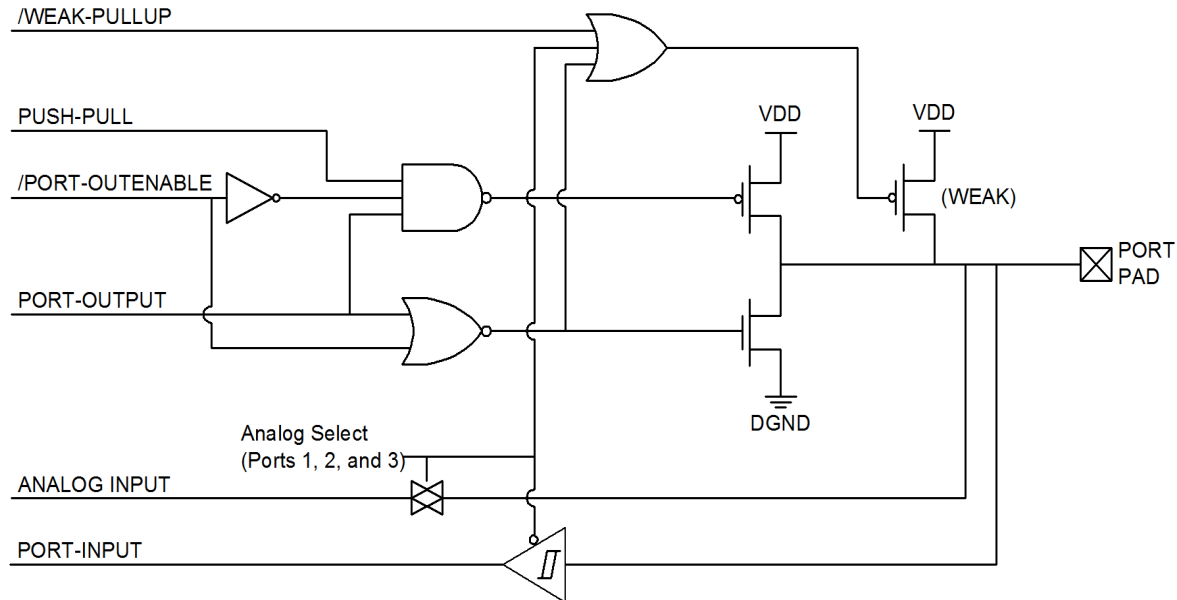 /WEAK-PULLUP
PUSH-PULL
VDD
VDD
/PORT-OUTENABLE
(WEAK)
PORT
PAD
PORT-OUTPUT
DGND
Analog Select
(Ports 1, 2, and 3)
ANALOG INPUT
PORT-INPUT